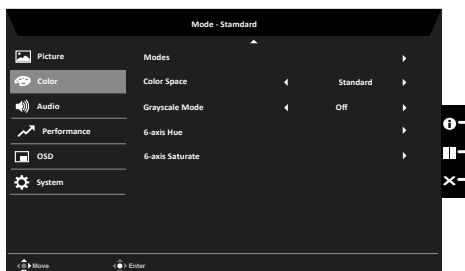 Mode - Stamdard
Picture
Color
Audio
Performance
OSD
System
Modes
Color Space Standard
Grayscale Mode Off
6-axis Hue
6-axis Saturate
Move
Enter